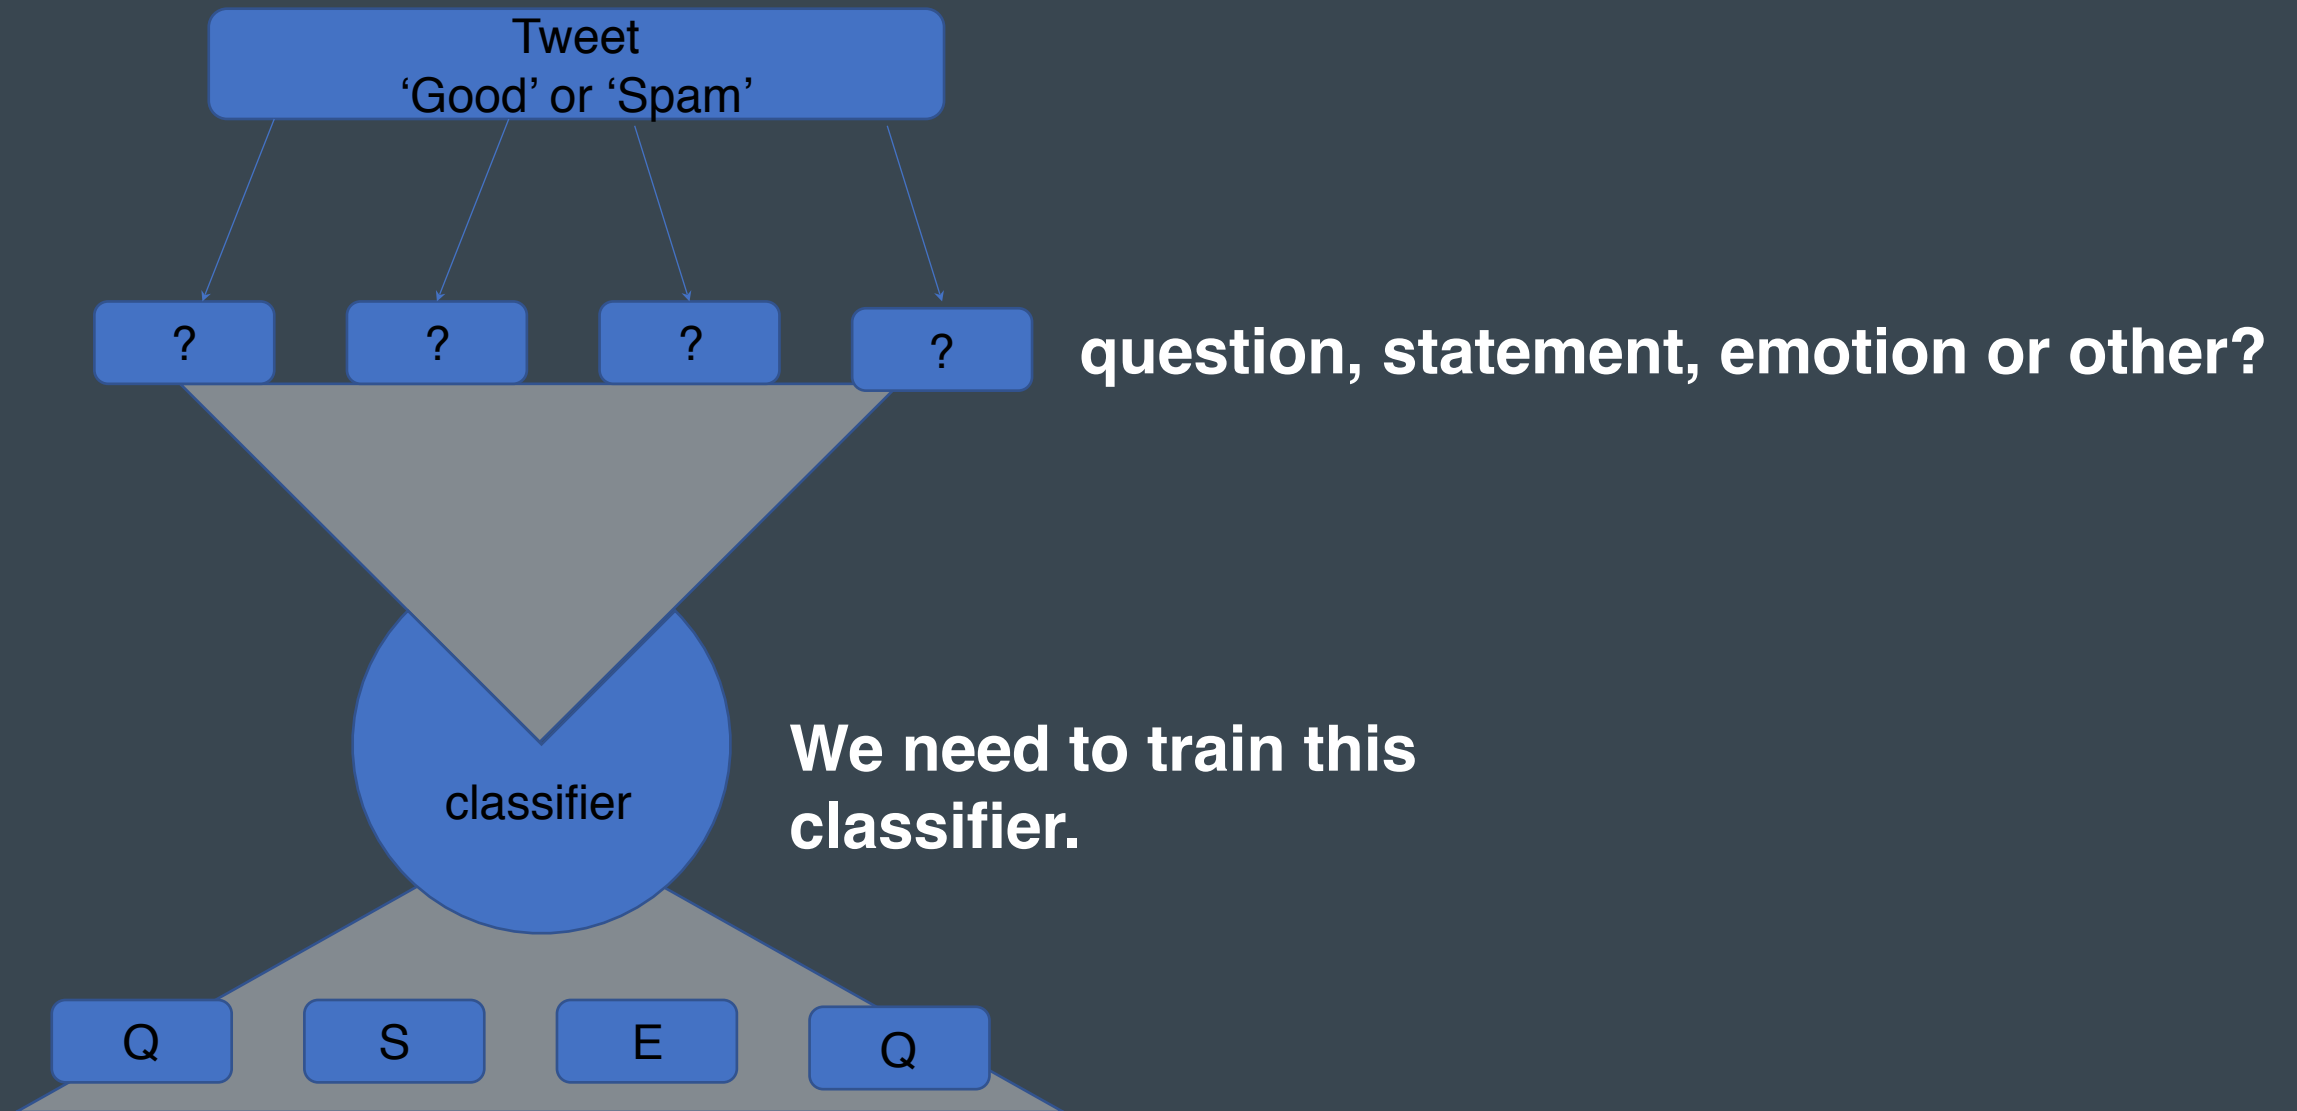 Tweet
‘Good’ or ‘Spam’
?
?
?
?
question, statement, emotion or other?
We need to train this
classifier.
classifier
Q
S
E
Q